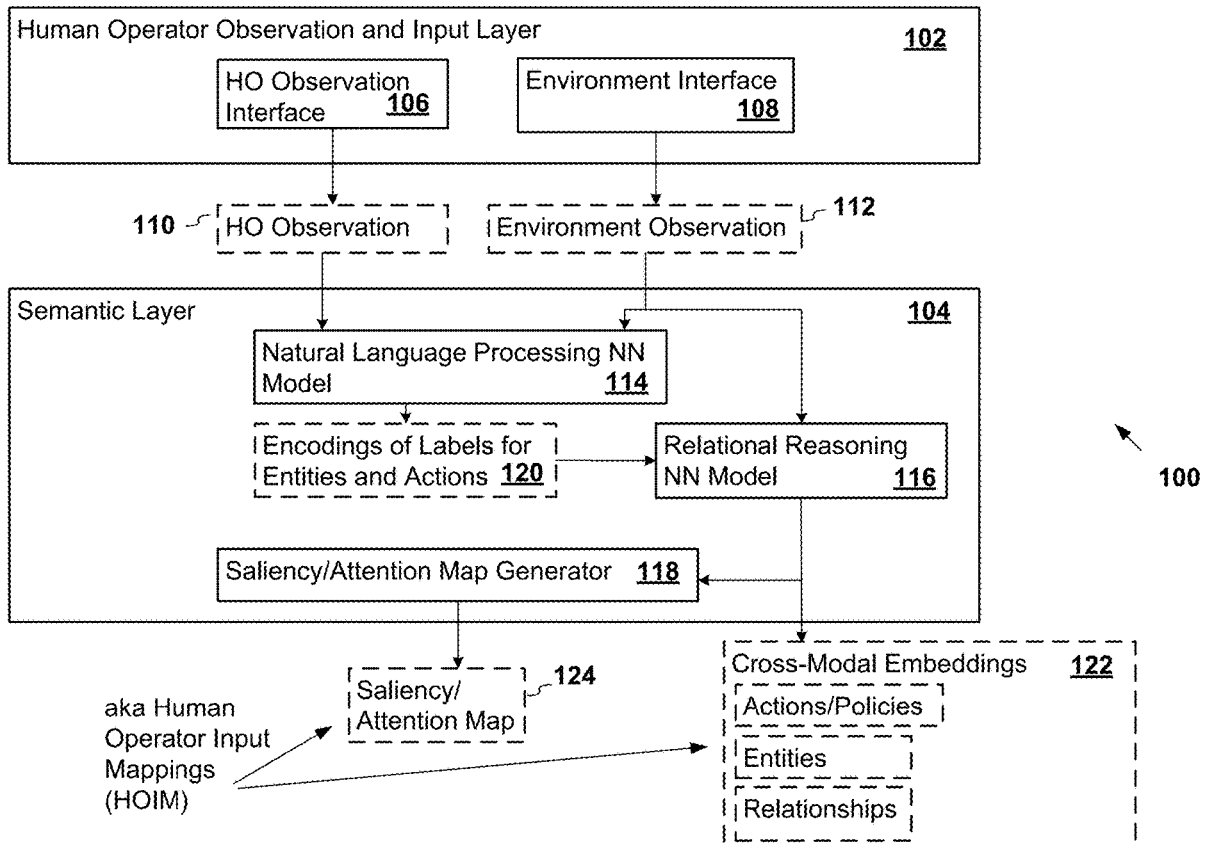 Human Operator Observation and Input Layer
102
HO Observation
Interface
106
Environment Interface
108
110
HO Observation
Environment Observation
112
Semantic Layer
104
Natural Language Processing NN
Model
114
Encodings of Labels for
Entities and Actions 120
Relational Reasoning
NN Model
116
100
Saliency/Attention Map Generator
118
Saliency/
Attention Map
124
Cross-Modal Embeddings
122
Actions/Policies
Entities
Relationships
aka Human
Operator Input
Mappings
(HOIM)